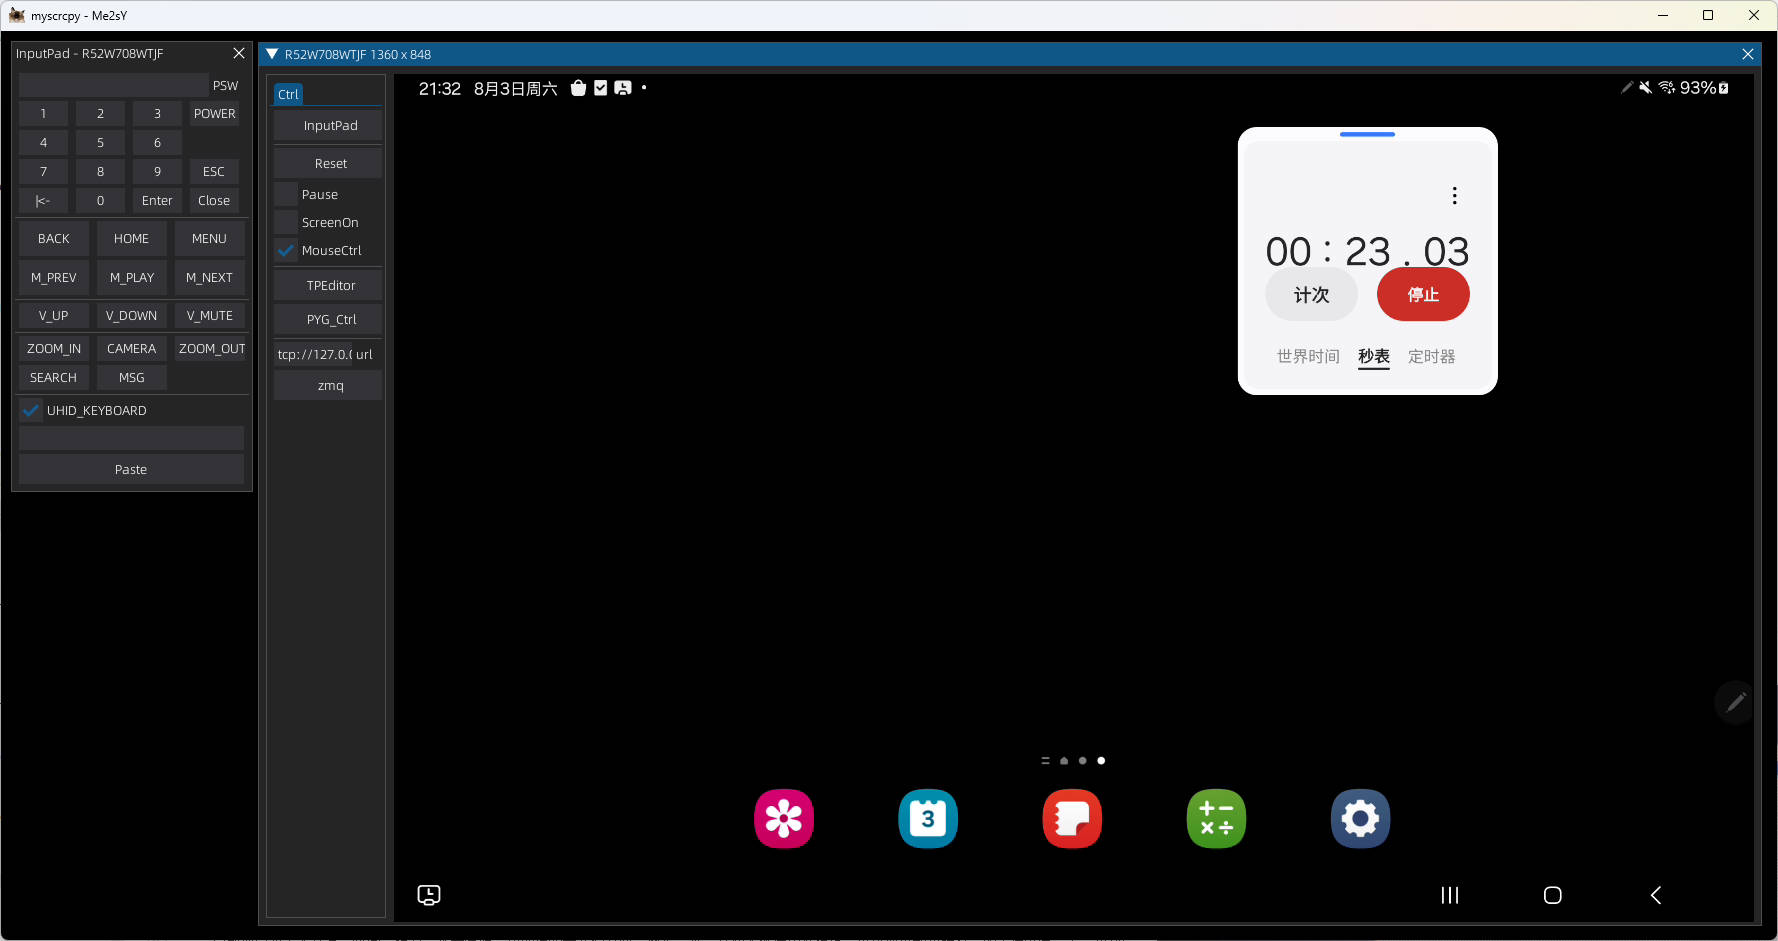 myscrcpy - Me2sY
InputPad - R52W708WTJF
PSW
1 2 3 POWER
4 5 6
7 8 9 ESC
|<- 0 Enter Close
BACK HOME MENU
M_PREV M_PLAY M_NEXT
V_UP V_DOWN V_MUTE
ZOOM_IN CAMERA ZOOM_OUT
SEARCH MSG
UHID_KEYBOARD
Paste
R52W708WTJF 1360 x 848
Ctrl
InputPad
Reset
Pause
ScreenOn
MouseCtrl
TPEditor
PYG_Ctrl
tcp://127.0.( url
zmq
21:32 8月3日周六
93%
00 : 23 . 03
计次 停止
世界时间 秒表 定时器
3